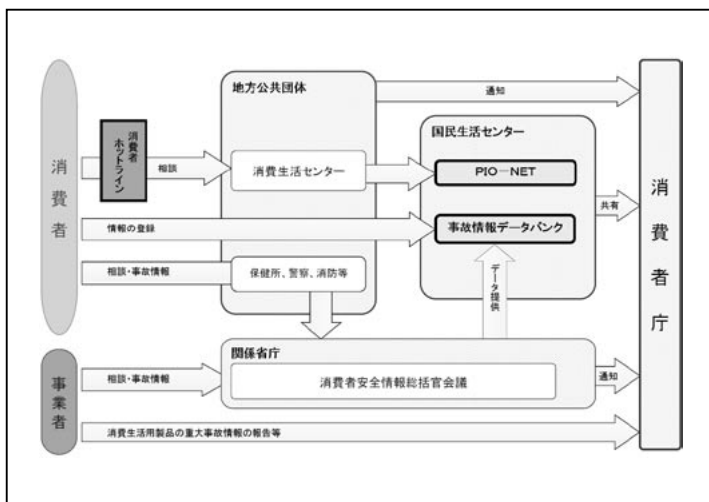 消費者
消費者
ホットライン
相談
情報の登録
相談・事故情報
地方公共団体
消費生活センター
保健所、警察、消防等
通知
国民生活センター
PIO－NET
事故情報データバンク
共有
データ提供
消費者庁
関係省庁
消費者安全情報総括官会議
通知
事業者
相談・事故情報
消費生活用製品の重大事故情報の報告等